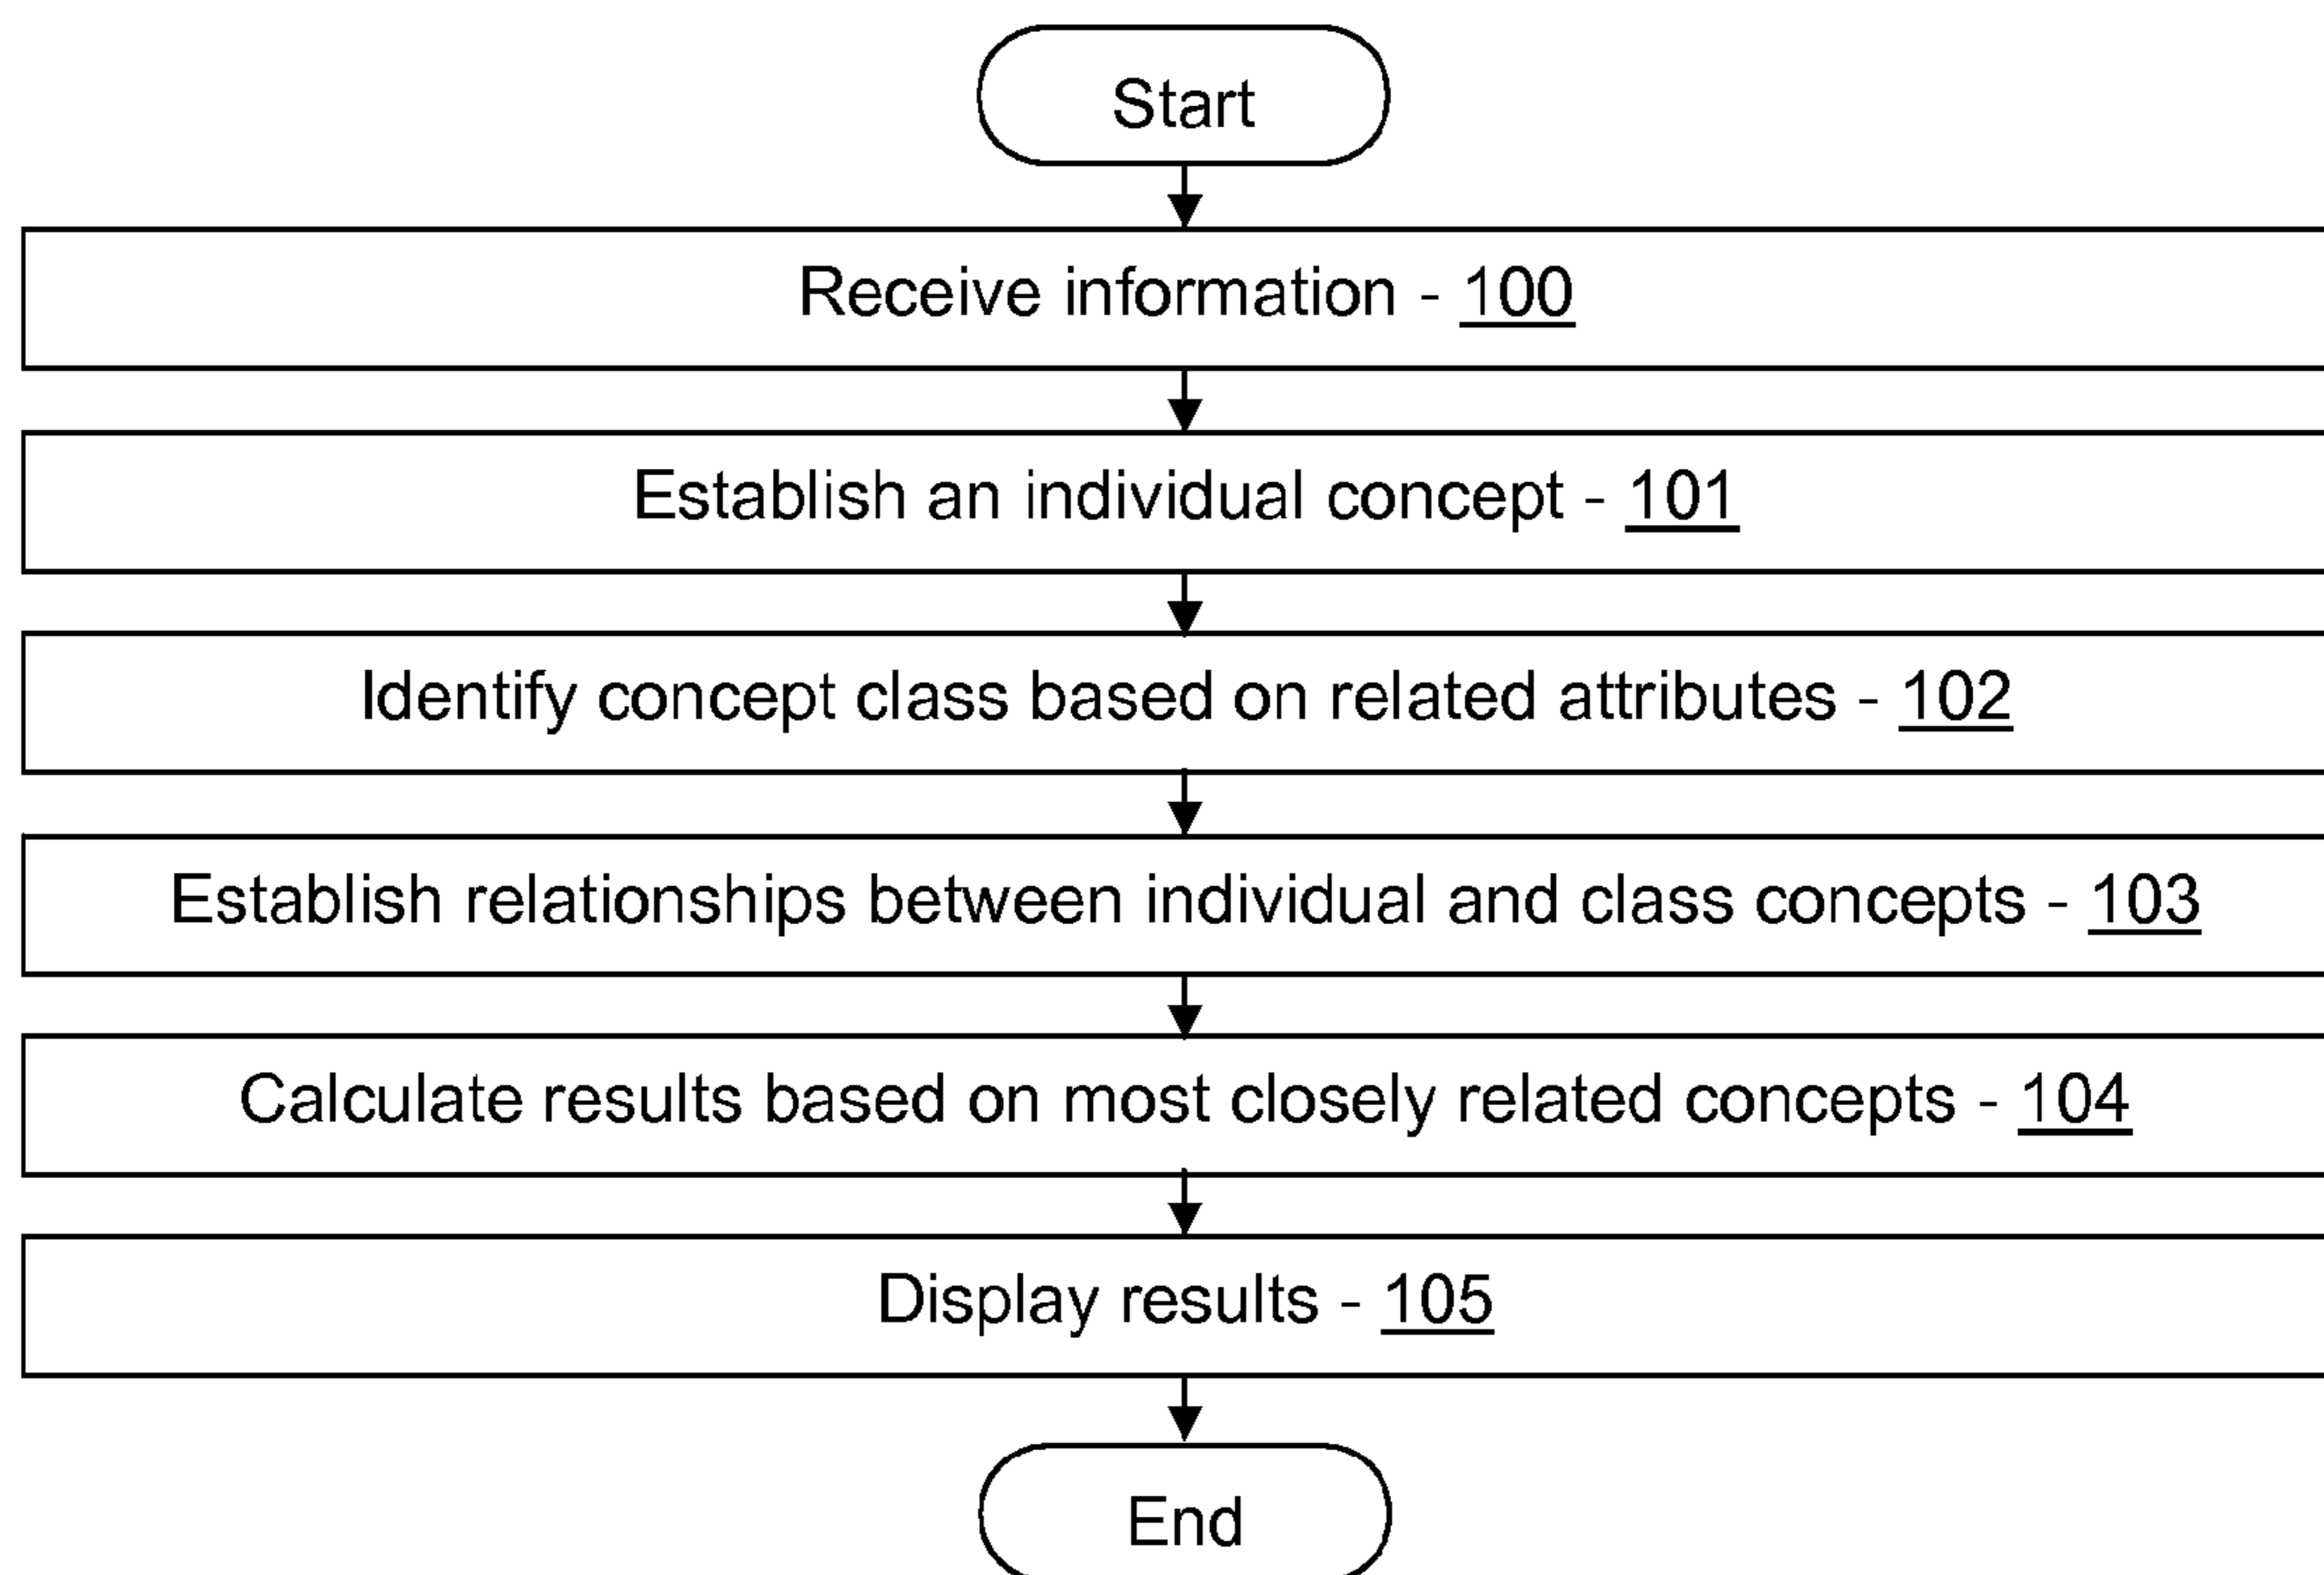 Start
Receive information - 100
Establish an individual concept - 101
Identify concept class based on related attributes - 102
Establish relationships between individual and class concepts - 103
Calculate results based on most closely related concepts - 104
Display results - 105
End